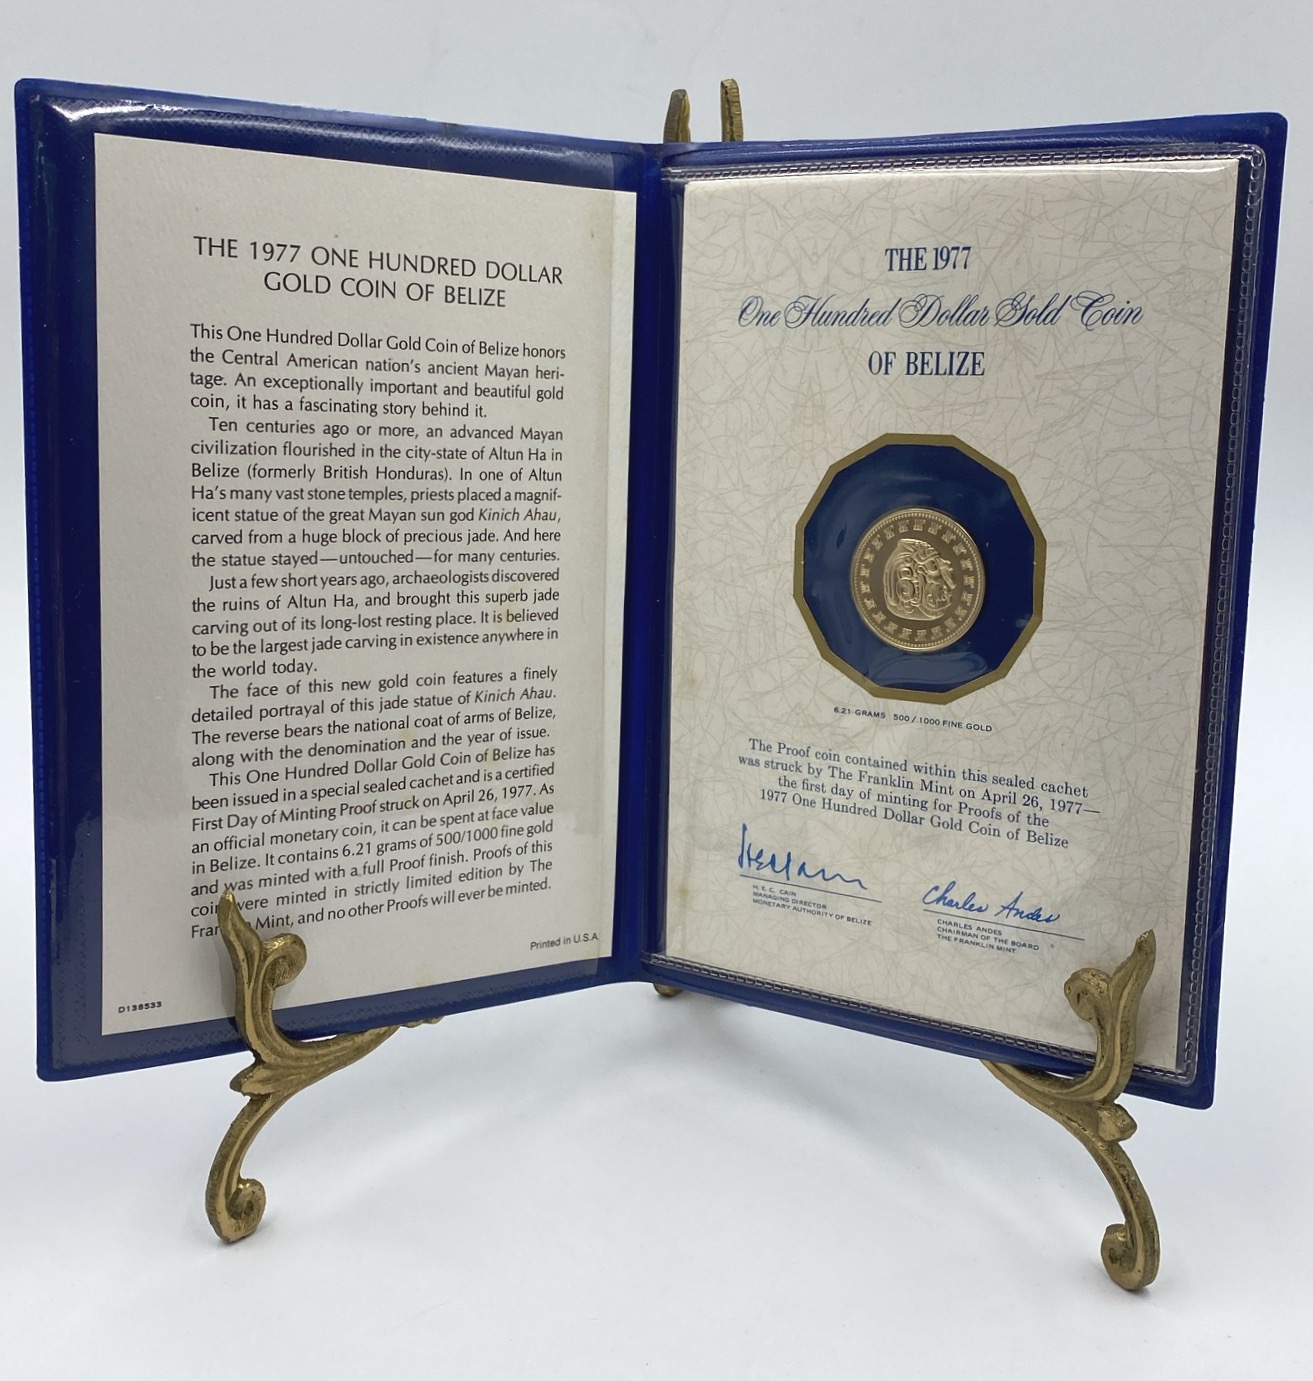 THE 1977 ONE HUNDRED DOLLAR
GOLD COIN OF BELIZE
This One Hundred Dollar Gold Coin of Belize honors
the Central American nation's ancient Mayan heri-
tage. An exceptionally important and beautiful gold
coin, it has a fascinating story behind it.
Ten centuries ago or more, an advanced Mayan
civilization flourished in the city-state of Altun Ha in
Belize (formerly British Honduras). In one of Altun
Ha's many vast stone temples, priests placed a magnif-
icent statue of the great Mayan sun god Kinich Ahau,
carved from a huge block of precious jade. And here
the statue stayed—untouched—for many centuries.
Just a few short years ago, archaeologists discovered
the ruins of Altun Ha, and brought this superb jade
carving out of its long-lost resting place. It is believed
to be the largest jade carving in existence anywhere in
the world today.
The face of this new gold coin features a finely
detailed portrayal of this jade statue of Kinich Ahau.
The reverse bears the national coat of arms of Belize,
along with the denomination and the year of issue.
This One Hundred Dollar Gold Coin of Belize has
been issued in a special sealed cachet and is a certified
First Day of Minting Proof struck on April 26, 1977. As
an official monetary coin, it can be spent at face value
in Belize. It contains 6.21 grams of 500/1000 fine gold
and was minted with a full Proof finish. Proofs of this
coin were minted in strictly limited edition by The
Mint, and no other Proofs will ever be minted.
Printed in U.S.A.
D138533
THE 1977
One Hundred Dollar Gold Coin
OF BELIZE
6.21 GRAMS 500/1000 FINE GOLD
The Proof coin contained within this sealed cachet
was struck by The Franklin Mint on April 26, 1977—
the first day of minting for Proofs of the
1977 One Hundred Dollar Gold Coin of Belize
H. E. C. CAIN
MANAGING DIRECTOR
MONETARY AUTHORITY OF BELIZE
Charles Andes
CHARLES ANDES
CHAIRMAN OF THE BOARD
THE FRANKLIN MINT